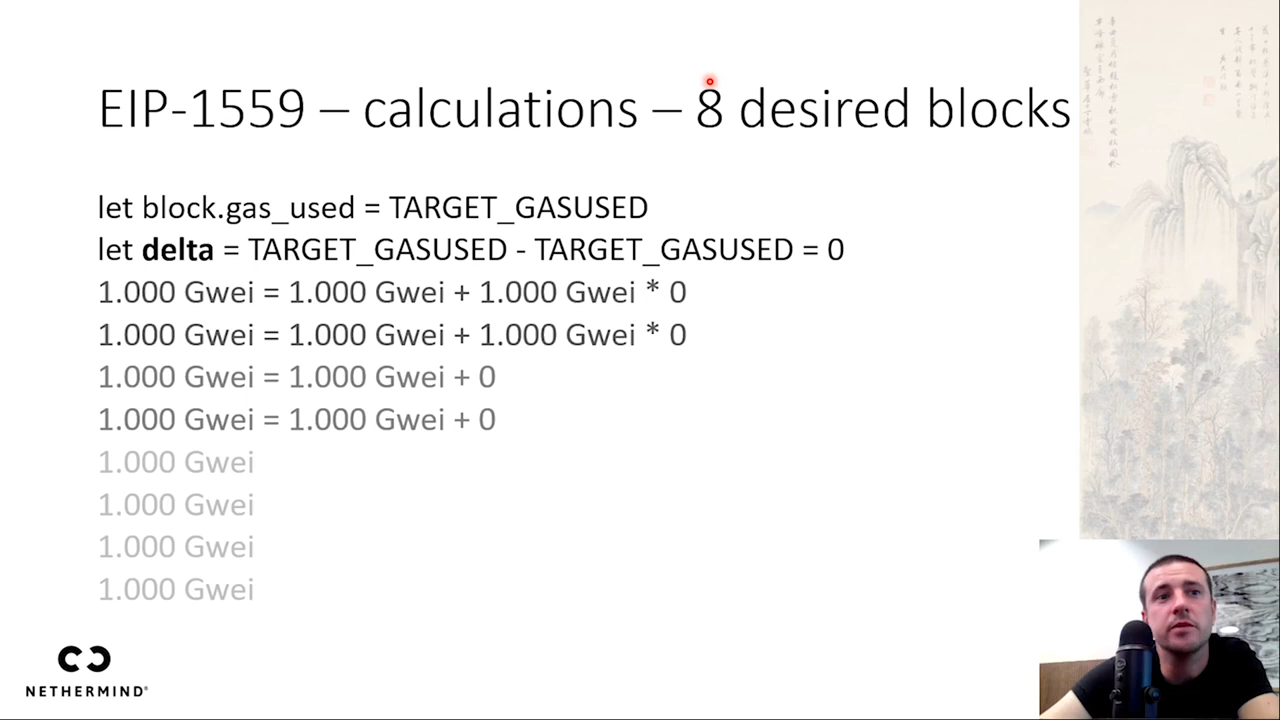 EIP-1559 – calculations – 8 desired blocks
let block.gas_used = TARGET_GASUSED
let delta = TARGET_GASUSED - TARGET_GASUSED = 0
1.000 Gwei = 1.000 Gwei + 1.000 Gwei * 0
1.000 Gwei = 1.000 Gwei + 1.000 Gwei * 0
1.000 Gwei = 1.000 Gwei + 0
1.000 Gwei = 1.000 Gwei + 0
1.000 Gwei
1.000 Gwei
1.000 Gwei
1.000 Gwei
NETHERMIND®